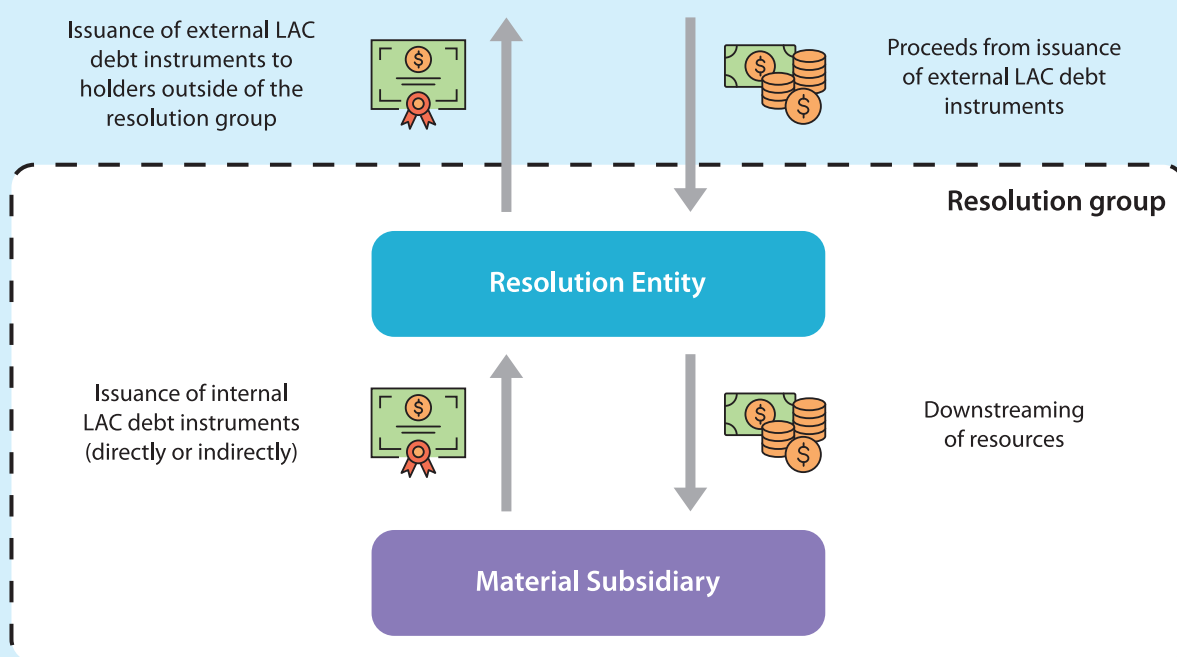 Issuance of external LAC
debt instruments to
holders outside of the
resolution group
Proceeds from issuance
of external LAC debt
instruments
Resolution group
Resolution Entity
Issuance of internal
LAC debt instruments
(directly or indirectly)
Downstreaming
of resources
Material Subsidiary